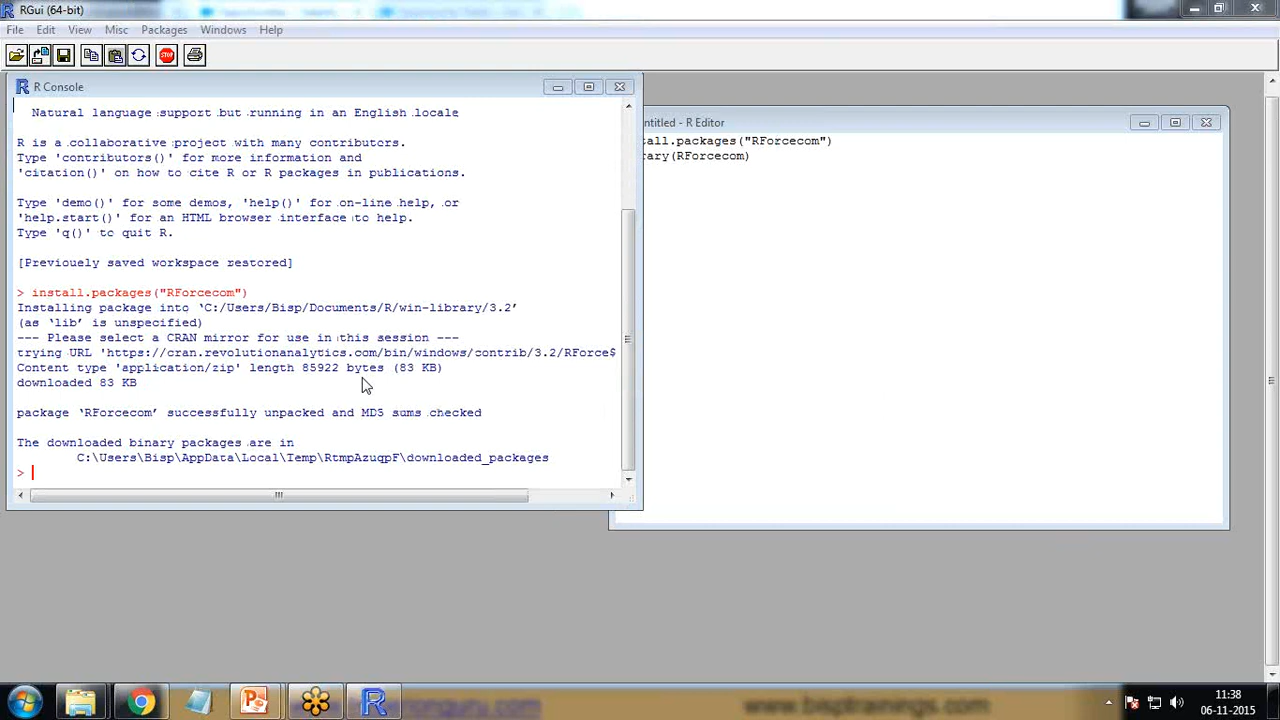 RGui (64-bit)
File Edit View Misc Packages Windows Help
STOP
R Console
Natural language support but running in an English locale
R is a collaborative project with many contributors.
Type 'contributors()' for more information and
'citation()' on how to cite R or R packages in publications.
Type 'demo()' for some demos, 'help()' for on-line help, or
'help.start()' for an HTML browser interface to help.
Type 'q()' to quit R.
[Previously saved workspace restored]
> install.packages("RForcecom")
Installing package into ‘C:/Users/Bisp/Documents/R/win-library/3.2’
(as ‘lib’ is unspecified)
--- Please select a CRAN mirror for use in this session ---
trying URL 'https://cran.revolutionanalytics.com/bin/windows/contrib/3.2/RForce$
Content type 'application/zip' length 85922 bytes (83 KB)
downloaded 83 KB
package ‘RForcecom’ successfully unpacked and MD5 sums checked
The downloaded binary packages are in
C:\Users\Bisp\AppData\Local\Temp\RtmpAzuqpF\downloaded_packages
>
ntitled - R Editor
tall.packages("RForcecom")
rary(RForcecom)
www.bisptrainings.com
11:38
06-11-2015